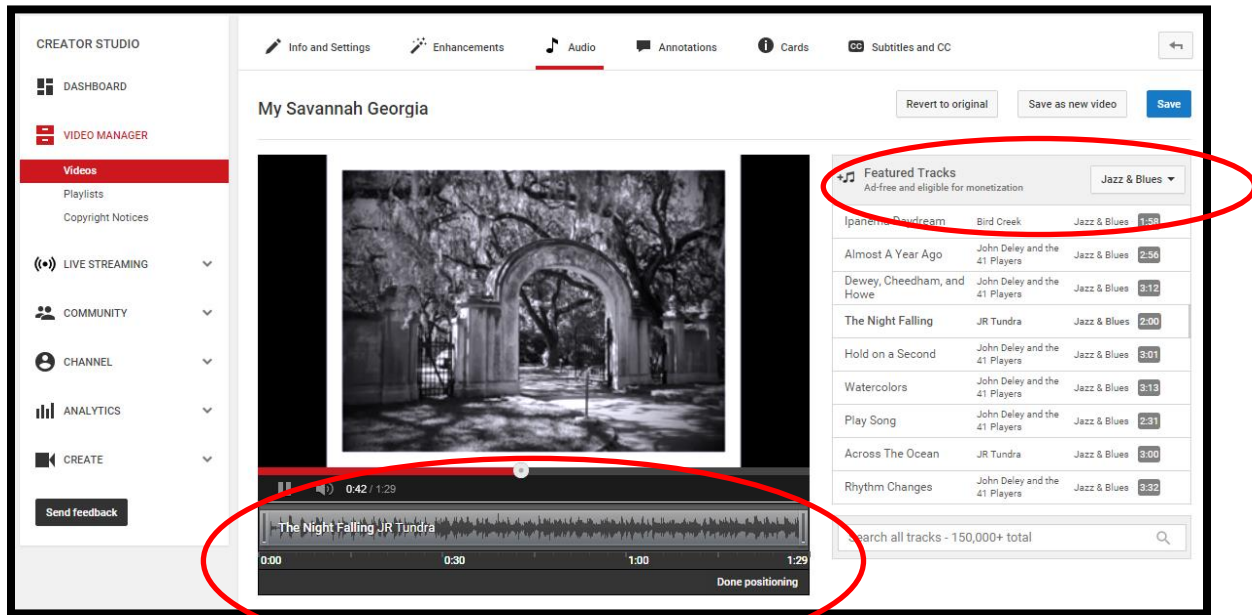 CREATOR STUDIO
DASHBOARD
VIDEO MANAGER
Videos
Playlists
Copyright Notices
LIVE STREAMING
COMMUNITY
CHANNEL
ANALYTICS
CREATE
Send feedback
Info and Settings Enhancements Audio Annotations Cards CC Subtitles and CC
My Savannah Georgia
Revert to original Save as new video Save
Featured Tracks
Ad-free and eligible for monetization
Jazz & Blues
Ipanema Daydream Bird Creek Jazz & Blues 1:58
Almost A Year Ago John Deley and the 41 Players Jazz & Blues 2:56
Dewey, Cheedham, and Howe John Deley and the 41 Players Jazz & Blues 3:12
The Night Falling JR Tundra Jazz & Blues 2:00
Hold on a Second John Deley and the 41 Players Jazz & Blues 3:01
Watercolors John Deley and the 41 Players Jazz & Blues 3:13
Play Song John Deley and the 41 Players Jazz & Blues 2:31
Across The Ocean JR Tundra Jazz & Blues 3:00
Rhythm Changes John Deley and the 41 Players Jazz & Blues 3:32
Search all tracks - 150,000+ total
0:42 / 1:29
The Night Falling JR Tundra
0:00 0:30 1:00 1:29
Done positioning